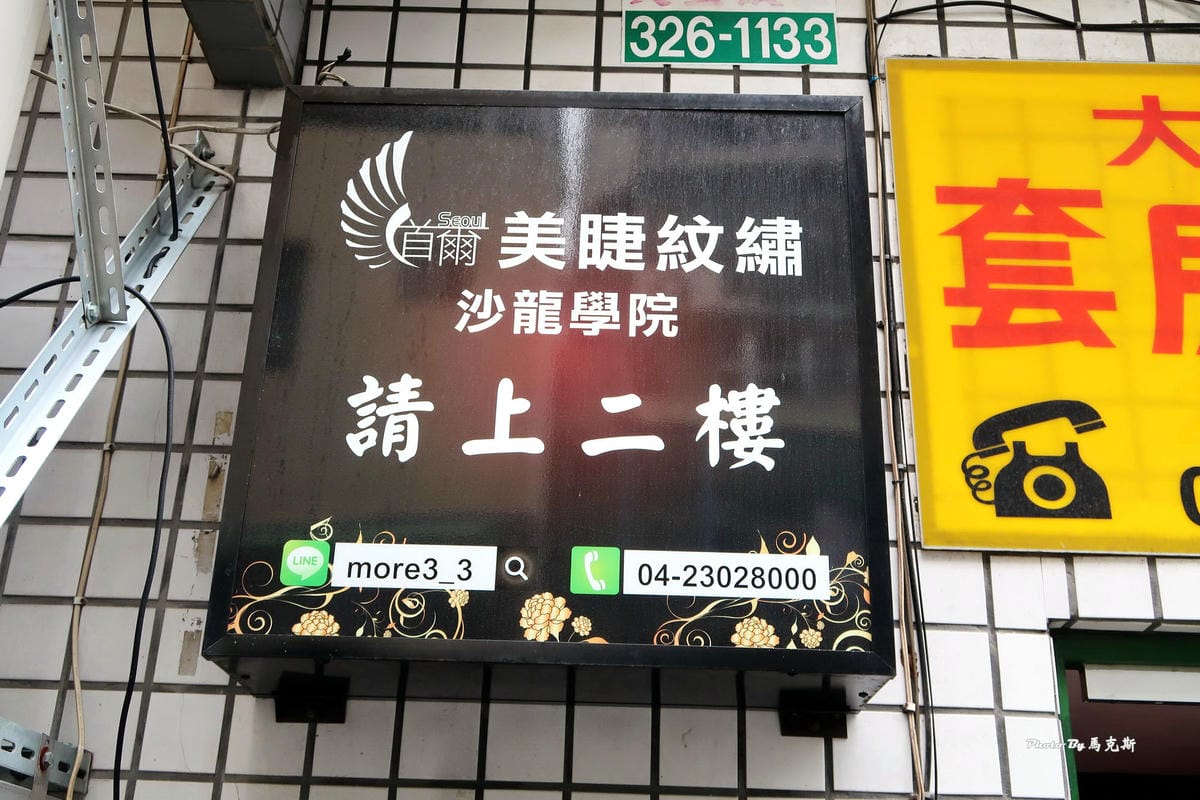 326-1133
Seoul
首爾 美睫紋繡
沙龍學院
請上二樓
LINE more3_3
04-23028000
大
套
Photo By 馬克斯